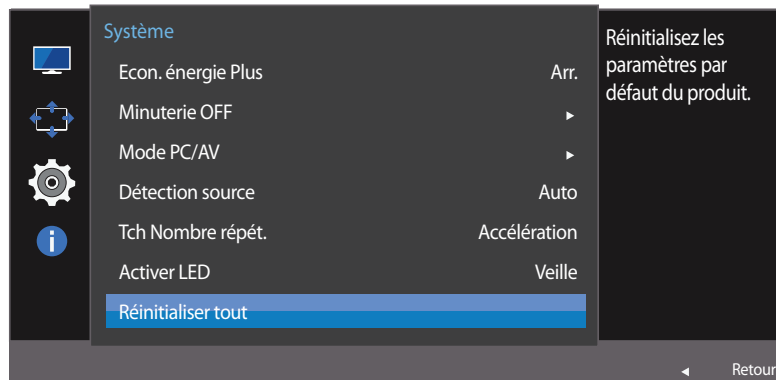 Système
Econ. énergie Plus Arr.
Minuterie OFF
Mode PC/AV
Détection source Auto
Tch Nombre répét. Accélération
Activer LED Veille
Réinitialiser tout
Réinitialisez les
paramètres par
défaut du produit.
Retour